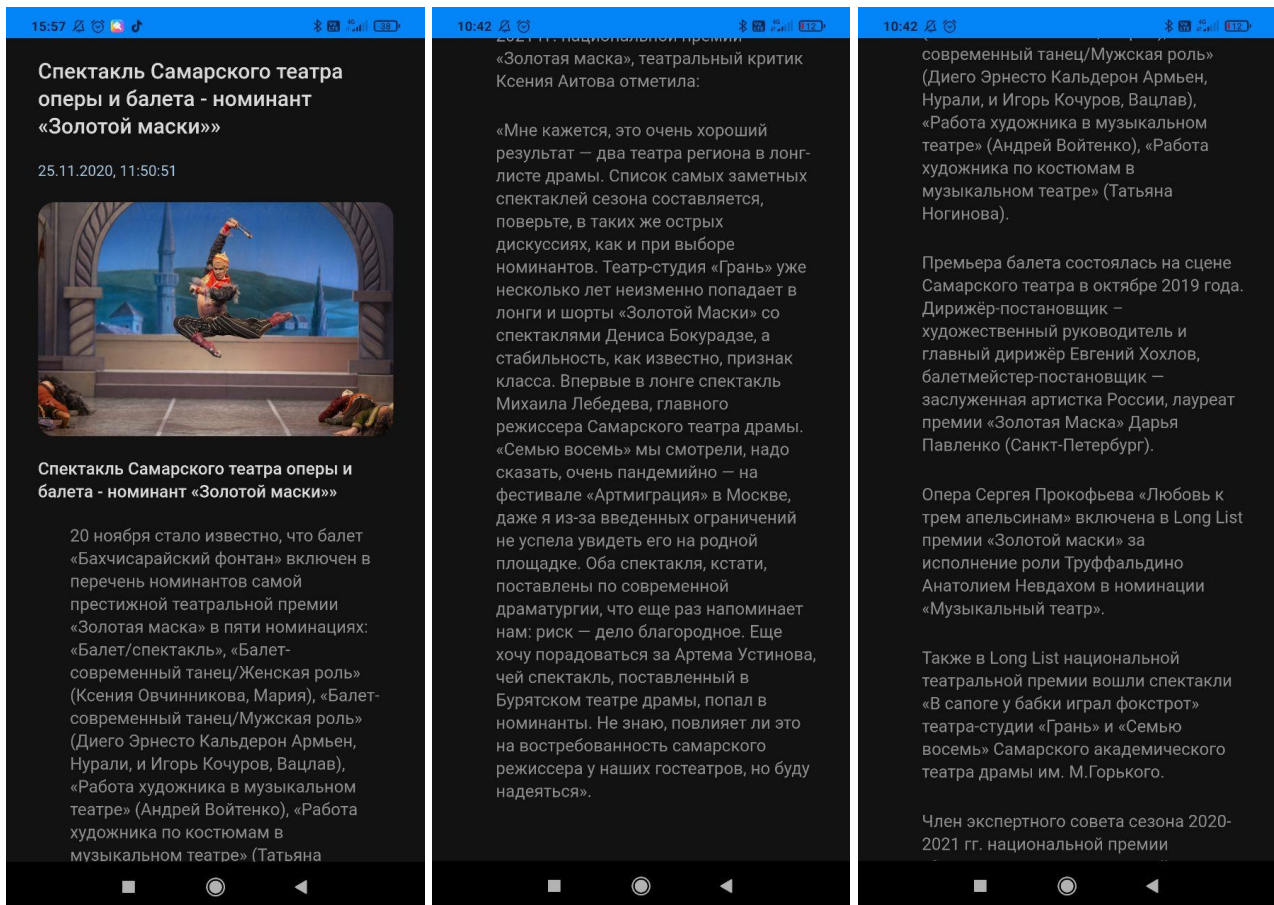 15:57
38
Спектакль Самарского театра
оперы и балета - номинант
«Золотой маски»»
25.11.2020, 11:50:51
Спектакль Самарского театра оперы и
балета - номинант «Золотой маски»»
20 ноября стало известно, что балет
«Бахчисарайский фонтан» включен в
перечень номинантов самой
престижной театральной премии
«Золотая маска» в пяти номинациях:
«Балет/спектакль», «Балет-
современный танец/Женская роль»
(Ксения Овчинникова, Мария), «Балет-
современный танец/Мужская роль»
(Диего Эрнесто Кальдерон Армьен,
Нурали, и Игорь Кочуров, Вацлав),
«Работа художника в музыкальном
театре» (Андрей Войтенко), «Работа
художника по костюмам в
музыкальном театре» (Татьяна
10:42
12
2021 гг. национальной премии
«Золотая маска», театральный критик
Ксения Аитова отметила:
«Мне кажется, это очень хороший
результат — два театра региона в лонг-
листе драмы. Список самых заметных
спектаклей сезона составляется,
поверьте, в таких же острых
дискуссиях, как и при выборе
номинантов. Театр-студия «Грань» уже
несколько лет неизменно попадает в
лонги и шорты «Золотой Маски» со
спектаклями Дениса Бокурадзе, а
стабильность, как известно, признак
класса. Впервые в лонге спектакль
Михаила Лебедева, главного
режиссера Самарского театра драмы.
«Семью восемь» мы смотрели, надо
сказать, очень пандемийно — на
фестивале «Артмиграция» в Москве,
даже я из-за введенных ограничений
не успела увидеть его на родной
площадке. Оба спектакля, кстати,
поставлены по современной
драматургии, что еще раз напоминает
нам: риск — дело благородное. Еще
хочу порадоваться за Артема Устинова,
чей спектакль, поставленный в
Бурятском театре драмы, попал в
номинанты. Не знаю, повлияет ли это
на востребованность самарского
режиссера у наших гостеатров, но буду
надеяться».
10:42
12
современный танец/Мужская роль»
(Диего Эрнесто Кальдерон Армьен,
Нурали, и Игорь Кочуров, Вацлав),
«Работа художника в музыкальном
театре» (Андрей Войтенко), «Работа
художника по костюмам в
музыкальном театре» (Татьяна
Ногинова).
Премьера балета состоялась на сцене
Самарского театра в октябре 2019 года.
Дирижёр-постановщик –
художественный руководитель и
главный дирижёр Евгений Хохлов,
балетмейстер-постановщик —
заслуженная артистка России, лауреат
премии «Золотая Маска» Дарья
Павленко (Санкт-Петербург).
Опера Сергея Прокофьева «Любовь к
трем апельсинам» включена в Long List
премии «Золотой маски» за
исполнение роли Труффальдино
Анатолием Невдахом в номинации
«Музыкальный театр».
Также в Long List национальной
театральной премии вошли спектакли
«В сапоге у бабки играл фокстрот»
театра-студии «Грань» и «Семью
восемь» Самарского академического
театра драмы им. М.Горького.
Член экспертного совета сезона 2020-
2021 гг. национальной премии